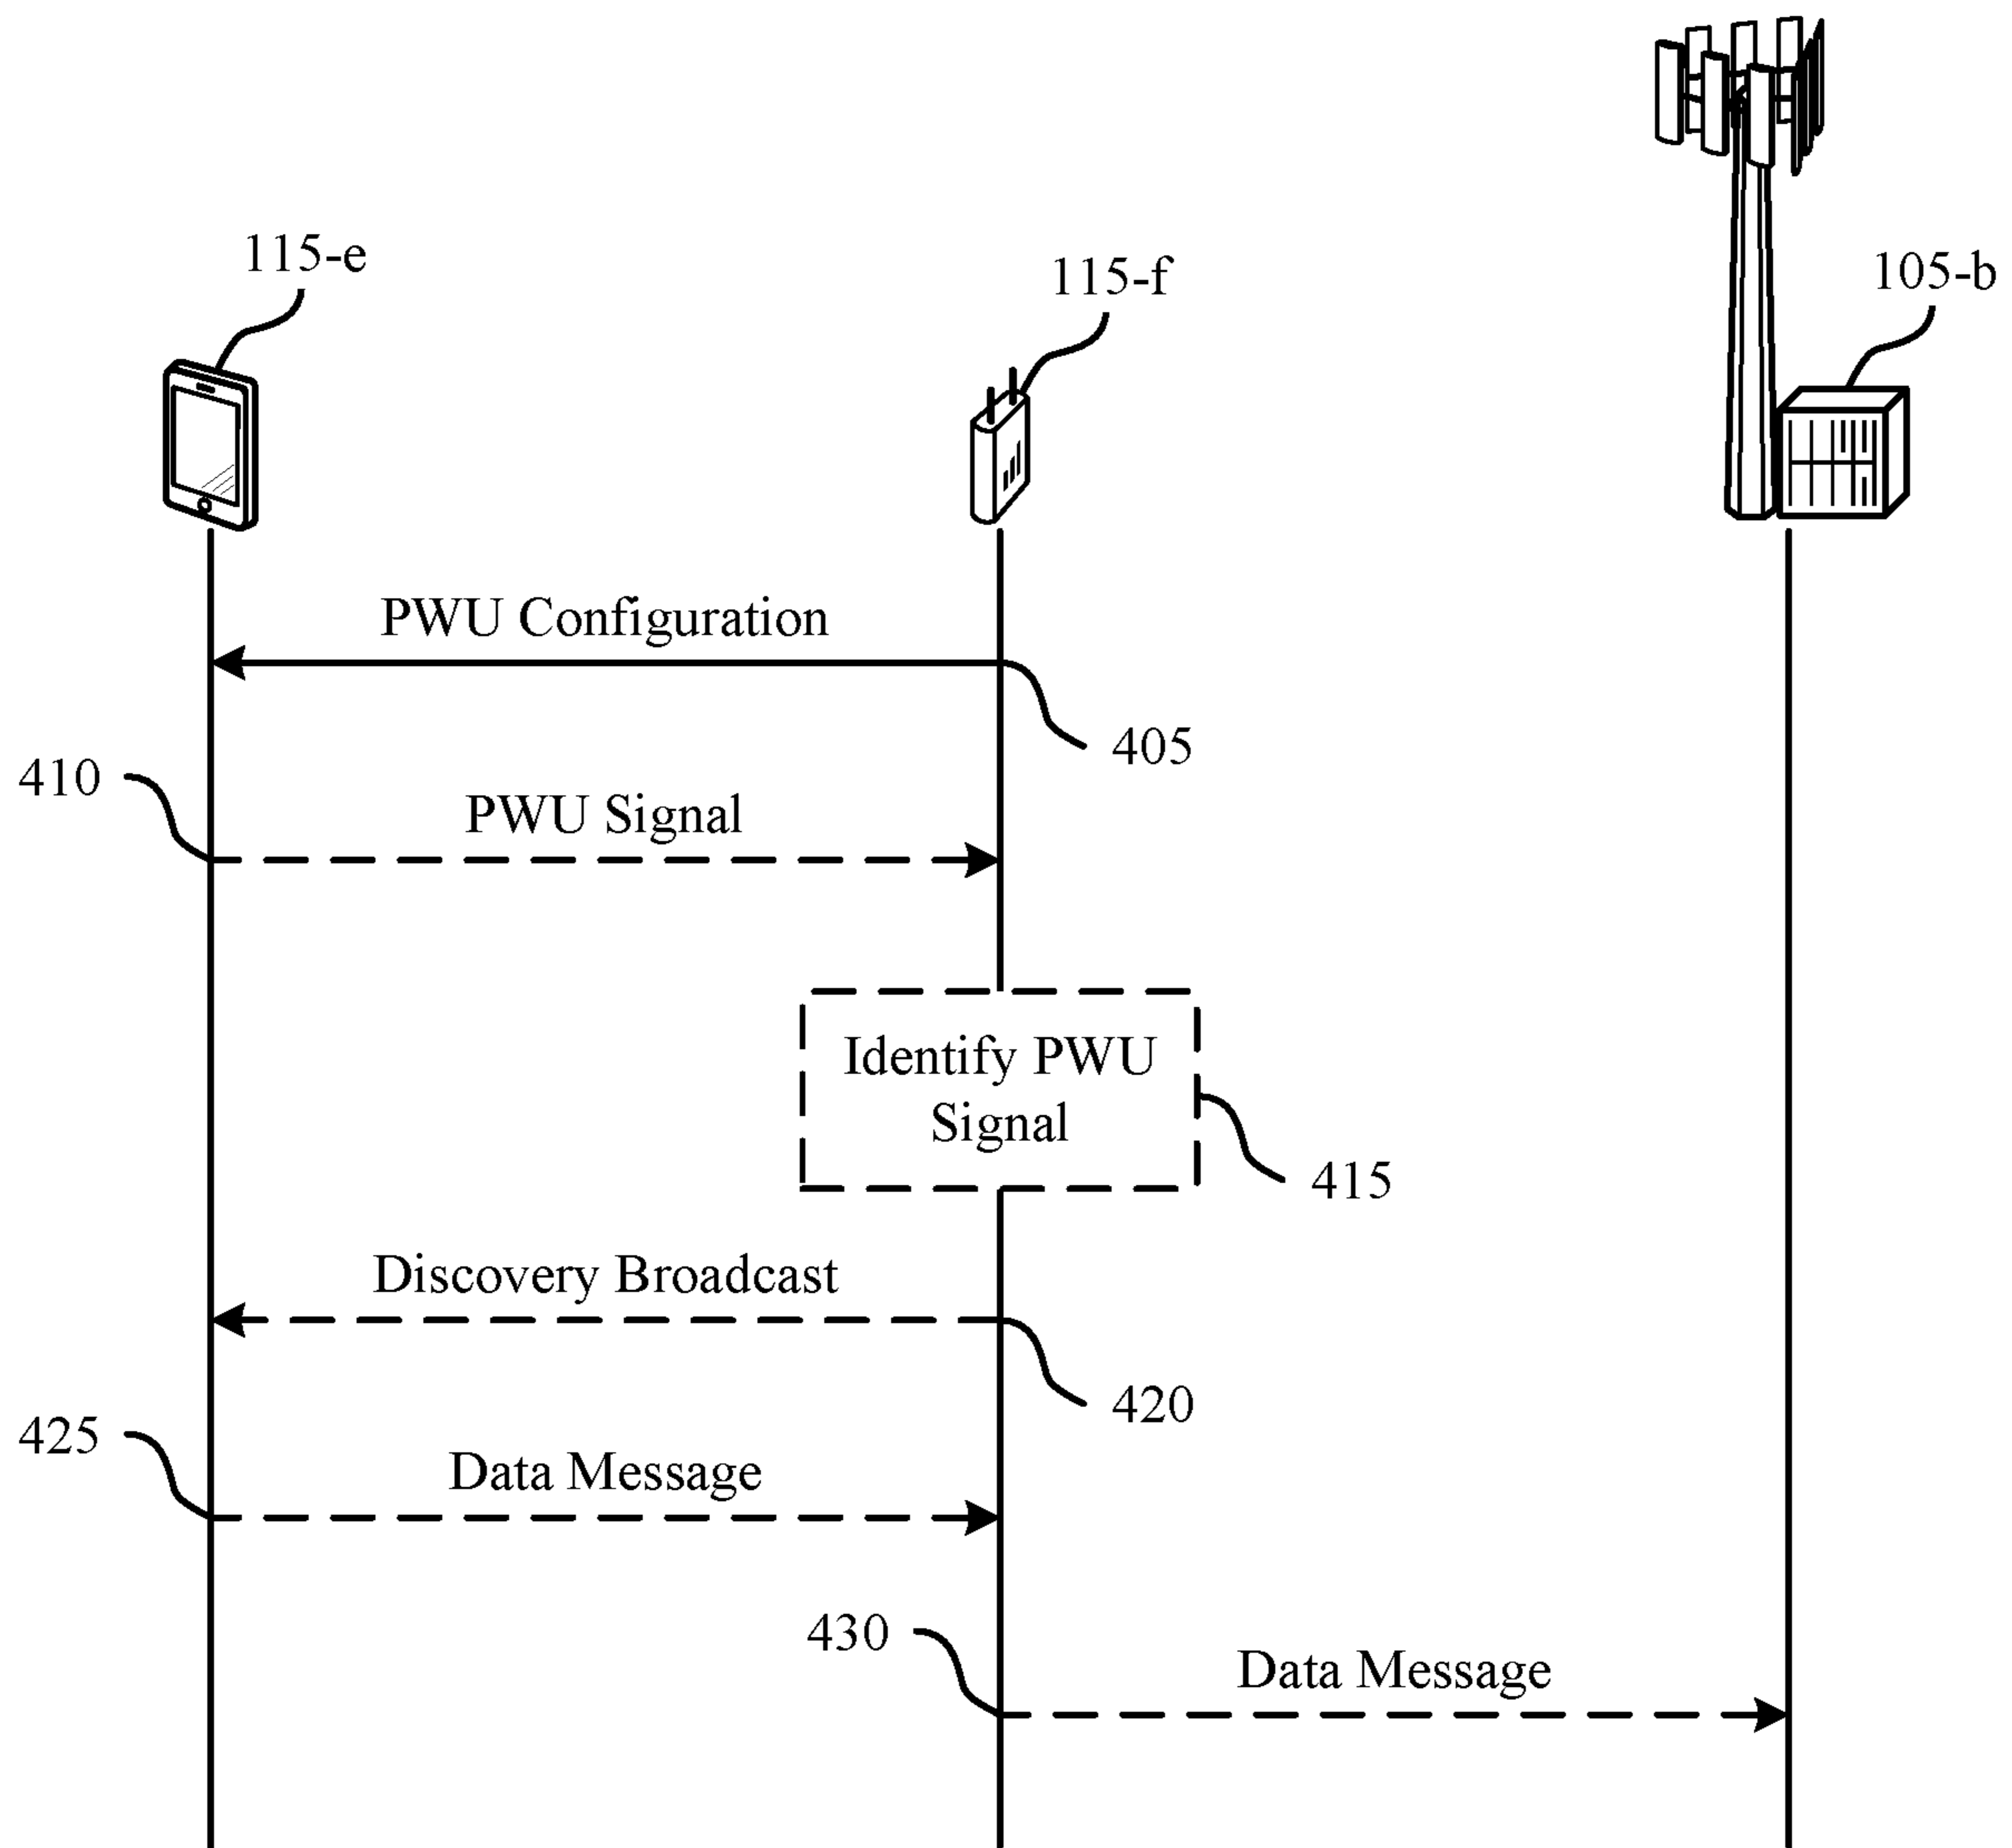 115-e
115-f
105-b
PWU Configuration
405
410
PWU Signal
Identify PWU
Signal
415
Discovery Broadcast
420
425
Data Message
430
Data Message